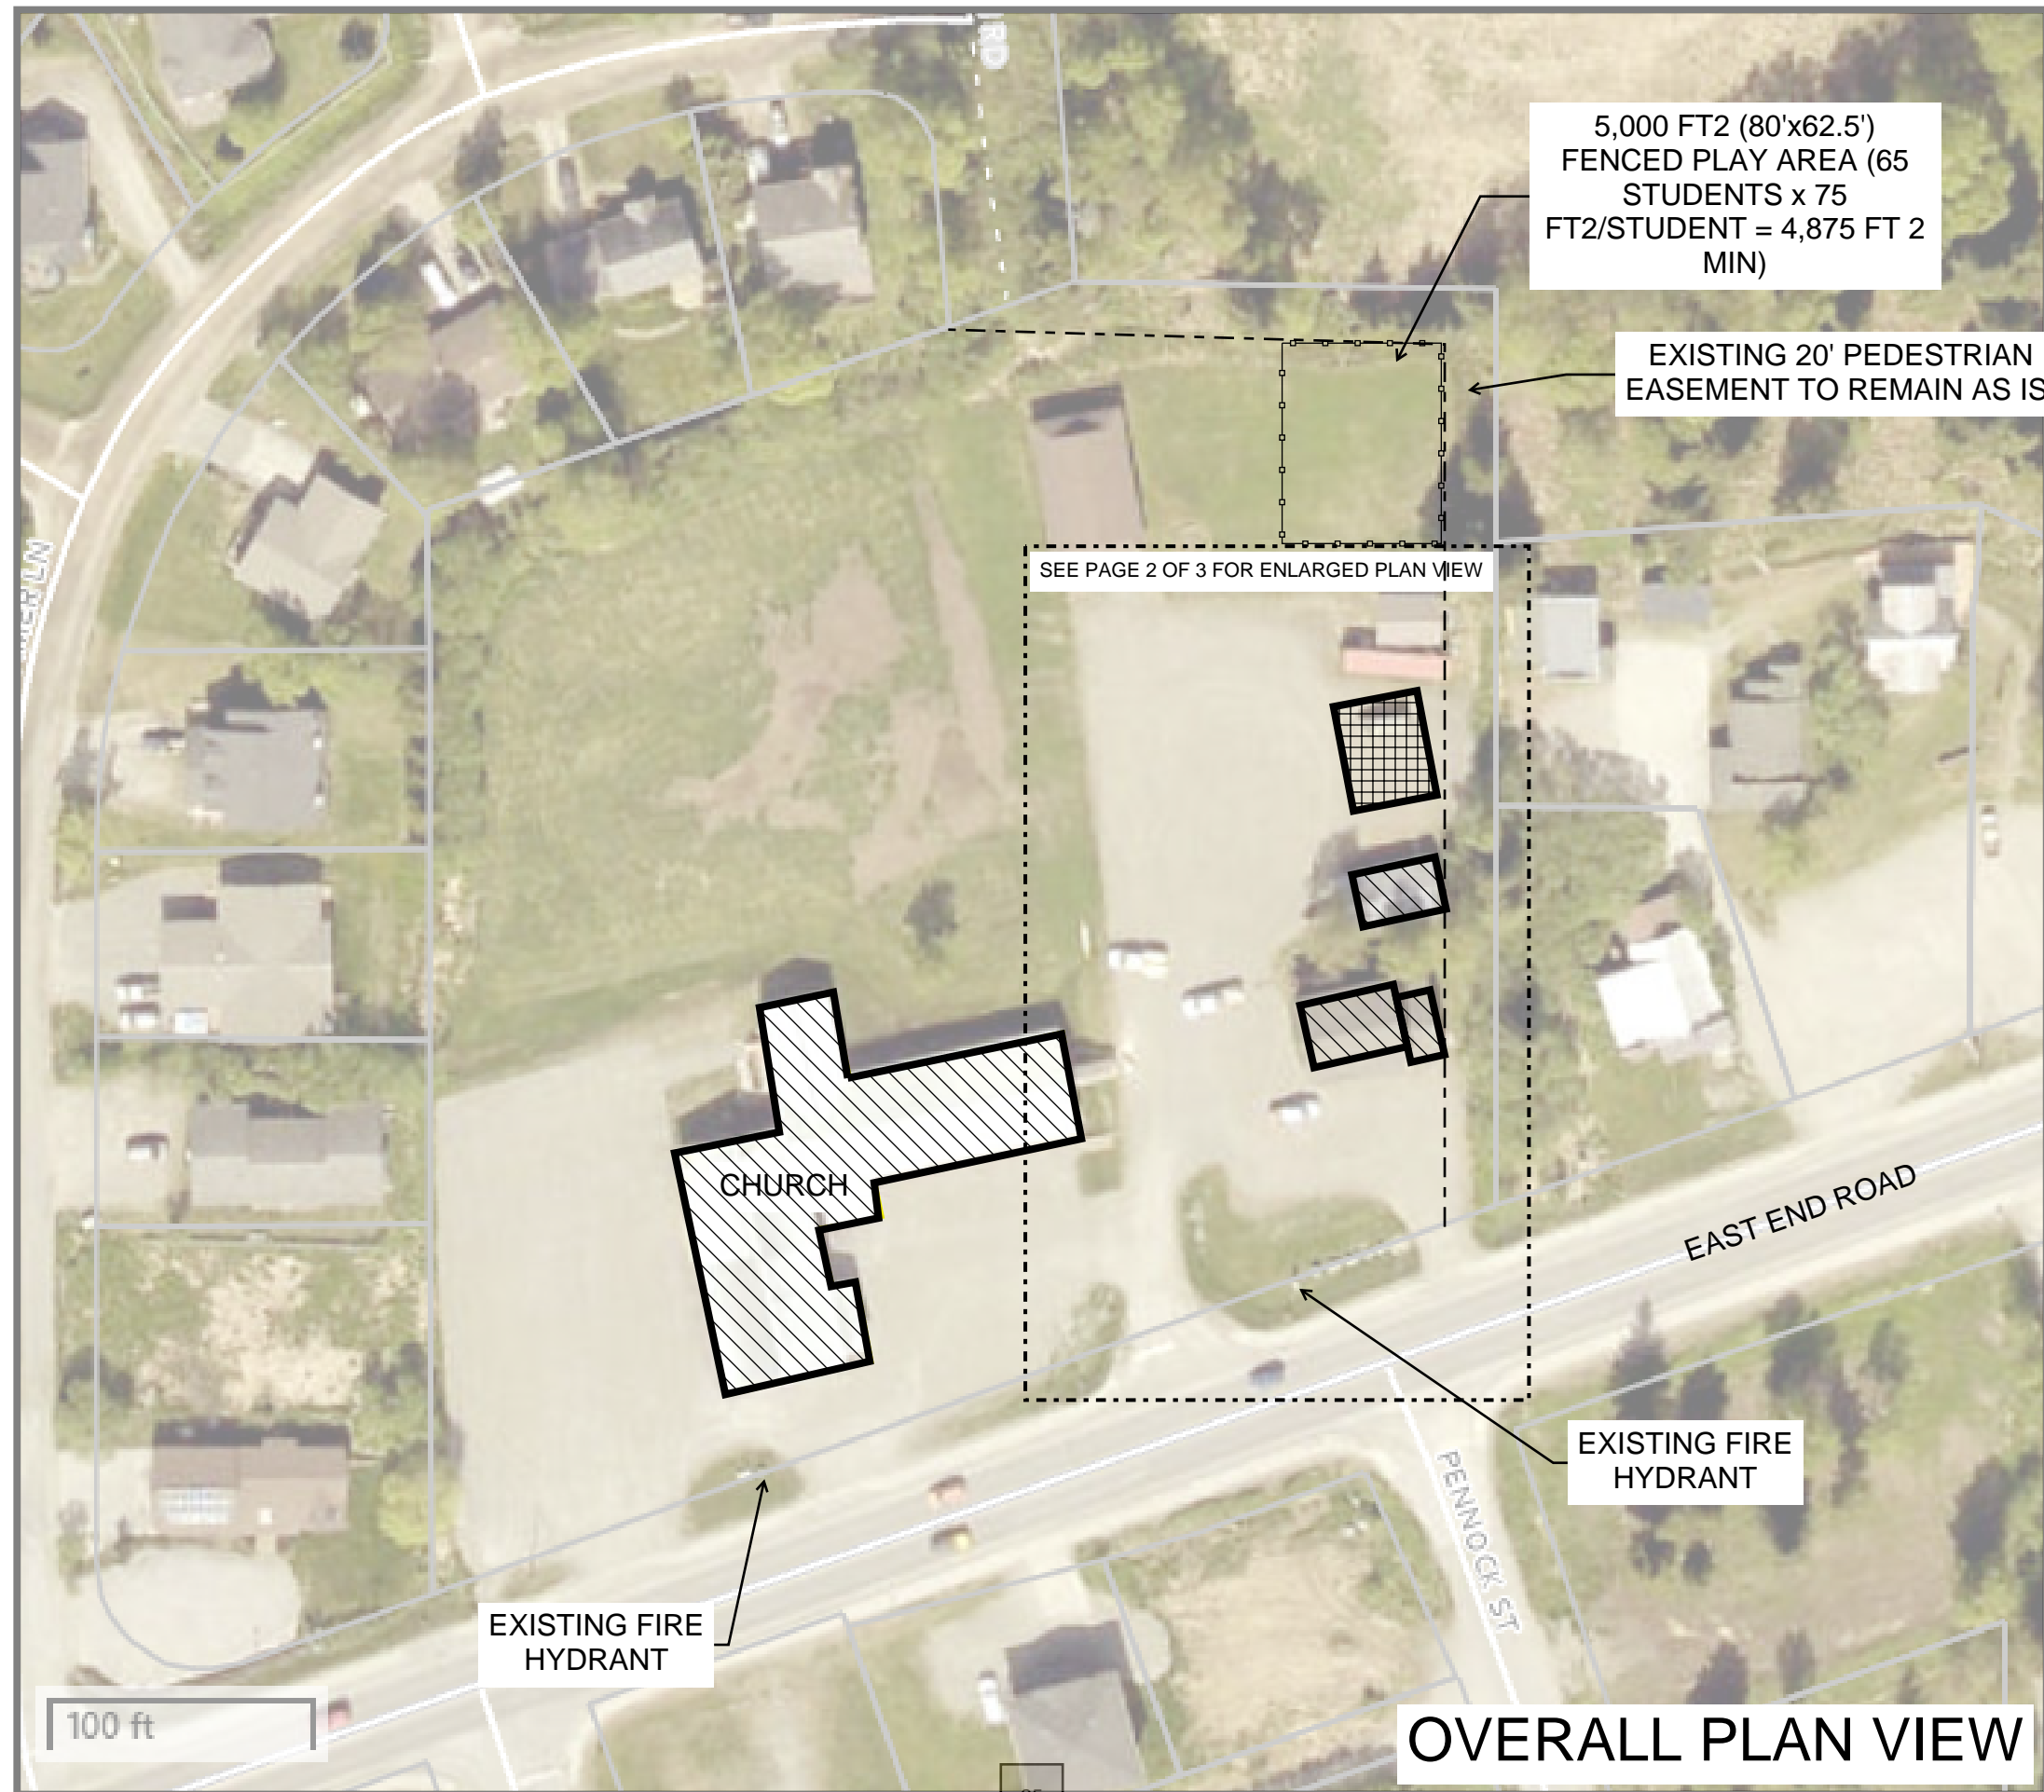 RD
5,000 FT2 (80'x62.5')
FENCED PLAY AREA (65
STUDENTS x 75
FT2/STUDENT = 4,875 FT 2
MIN)
EXISTING 20' PEDESTRIAN
EASEMENT TO REMAIN AS IS
SEE PAGE 2 OF 3 FOR ENLARGED PLAN VIEW
LN
CHURCH
EAST END ROAD
EXISTING FIRE
HYDRANT
PENNOCK ST
EXISTING FIRE
HYDRANT
100 ft
OVERALL PLAN VIEW